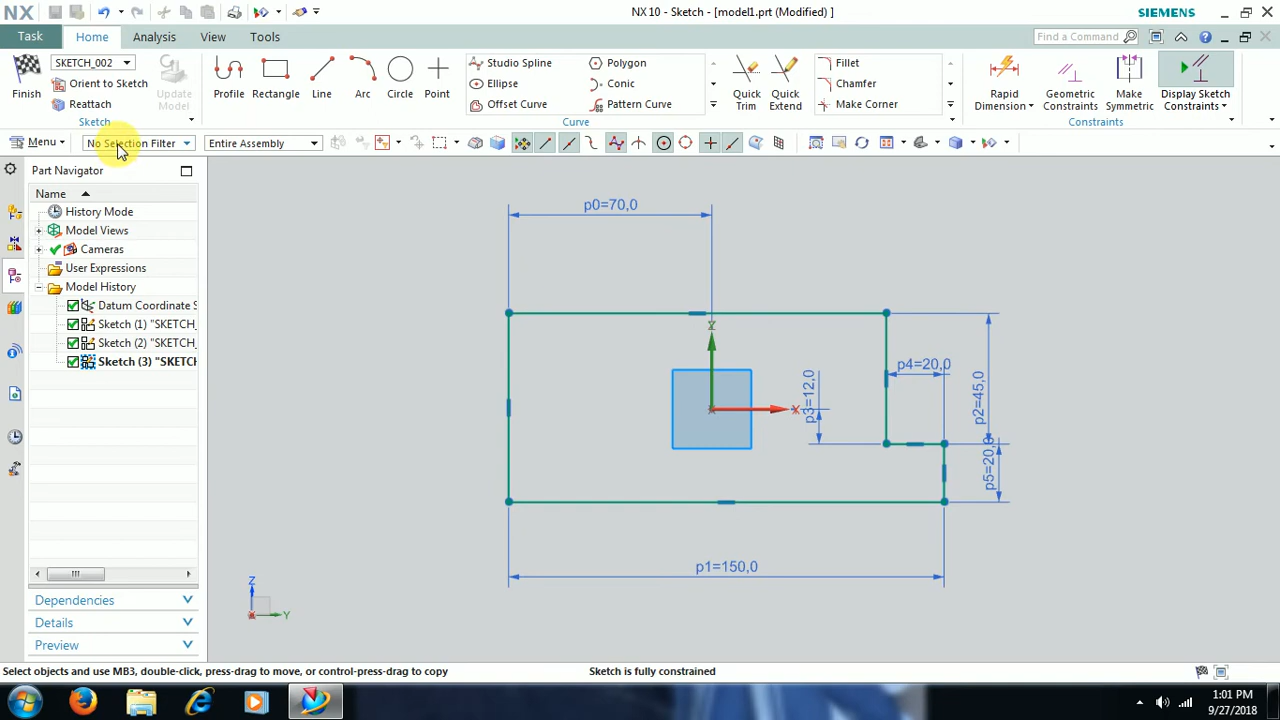 NX
NX 10 - Sketch - [model1.prt (Modified) ]
SIEMENS
Task
Home
Analysis
View
Tools
Find a Command
Finish
SKETCH_002
Orient to Sketch
Reattach
Update
Model
Sketch
Profile
Rectangle
Line
Arc
Circle
Point
Studio Spline
Ellipse
Offset Curve
Polygon
Conic
Pattern Curve
Quick
Trim
Quick
Extend
Fillet
Chamfer
Make Corner
Curve
Rapid
Dimension
Geometric
Constraints
Make
Symmetric
Display Sketch
Constraints
Constraints
Menu
No Selection Filter
Entire Assembly
Part Navigator
Name
History Mode
Model Views
Cameras
User Expressions
Model History
Datum Coordinate S
Sketch (1) "SKETCH_
Sketch (2) "SKETCH_
Sketch (3) "SKETCH
Dependencies
Details
Preview
p0=70,0
p4=20,0
p3=12,0
p2=45,0
p5=20,0
p1=150,0
X
Z
Y
Select objects and use MB3, double-click, press-drag to move, or control-press-drag to copy
Sketch is fully constrained
1:01 PM
9/27/2018